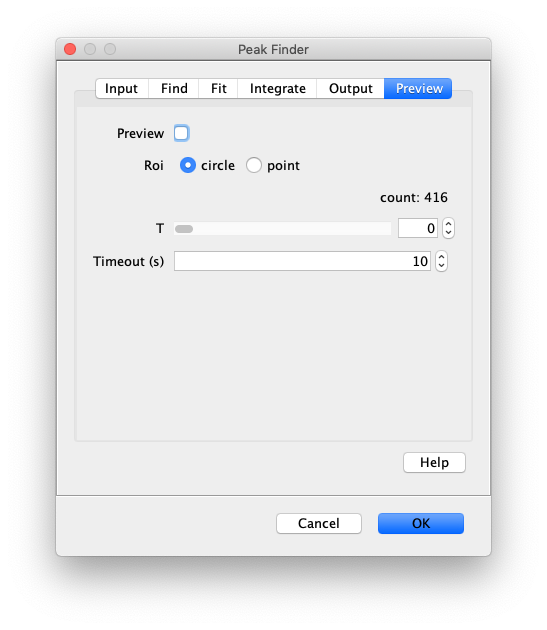 Peak Finder
Input Find Fit Integrate Output Preview
Preview
Roi circle point
count: 416
T 0
Timeout (s) 10
Help
Cancel OK